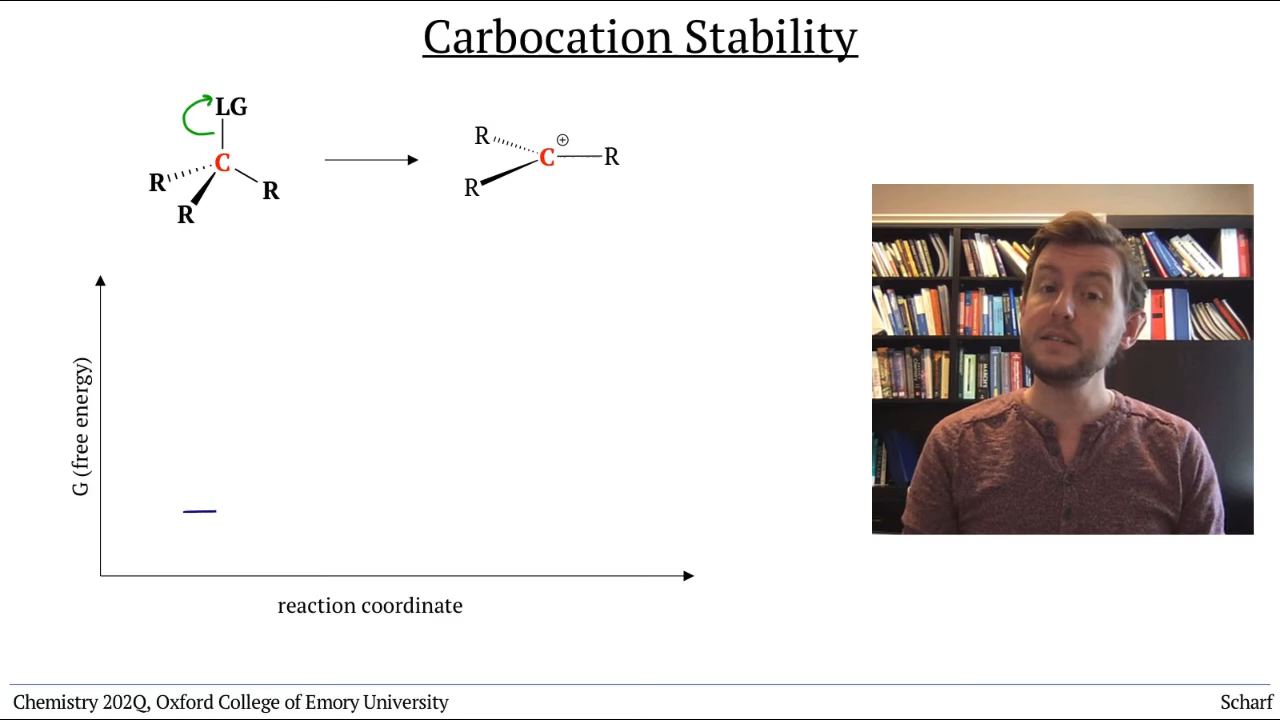 Carbocation Stability
LG
C
R
R
R
R
C
⊕
R
R
G (free energy)
reaction coordinate
Chemistry 202Q, Oxford College of Emory University
Scharf